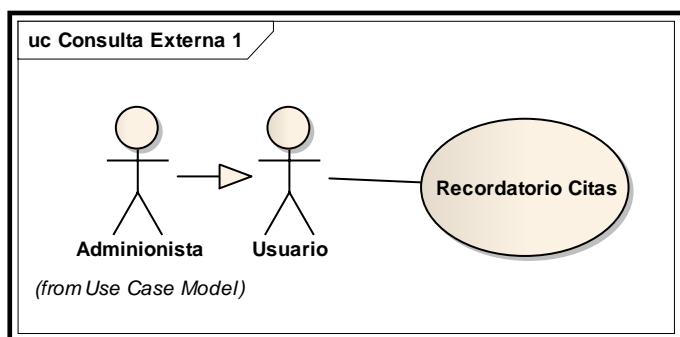 uc Consulta Externa 1
Recordatorio Citas
Adminionista Usuario
(from Use Case Model)